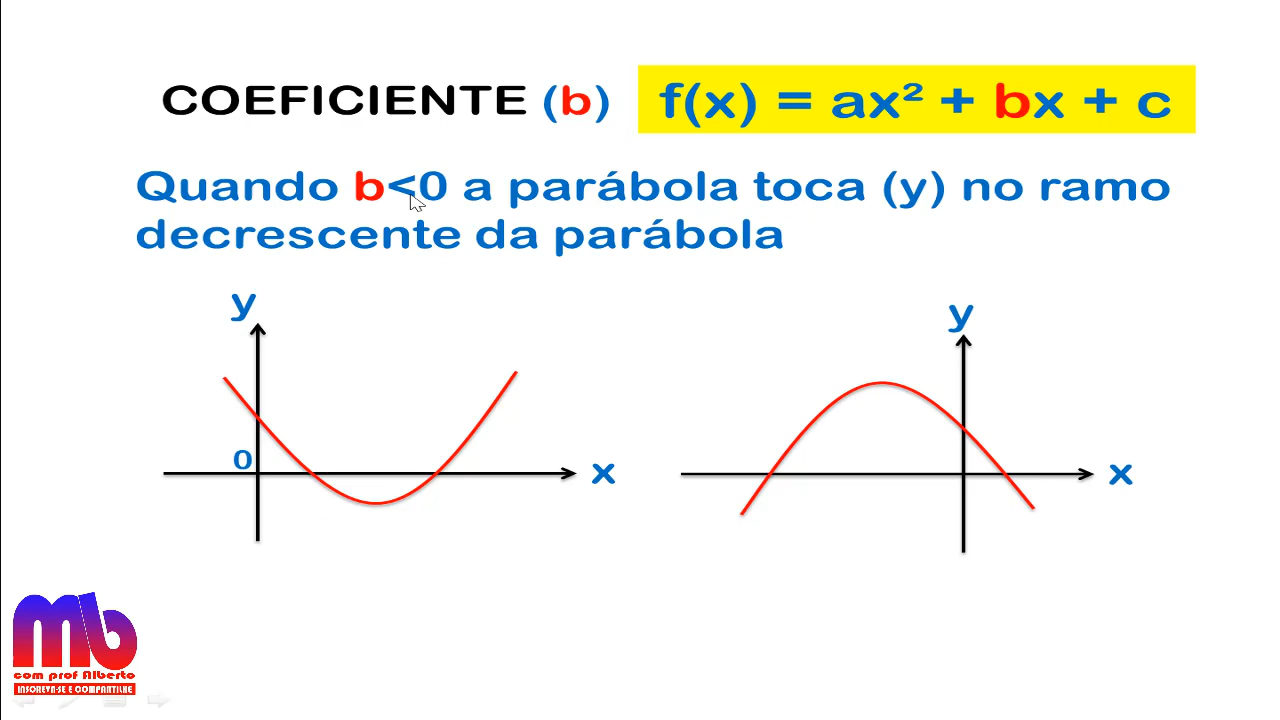 COEFICIENTE (b)
f(x) = ax² + bx + c
Quando b<0 a parábola toca (y) no ramo
decrescente da parábola
y
0
x
y
x
mb
com prof Alberto
INSCREVA-SE E COMPARTILHE